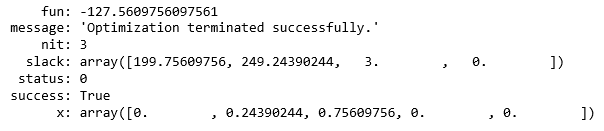 fun: -127.5609756097561
message: 'Optimization terminated successfully.'
nit: 3
slack: array([199.75609756, 249.24390244,   3.        ,   0.        ])
status: 0
success: True
x: array([0.        , 0.24390244, 0.75609756, 0.        , 0.        ])